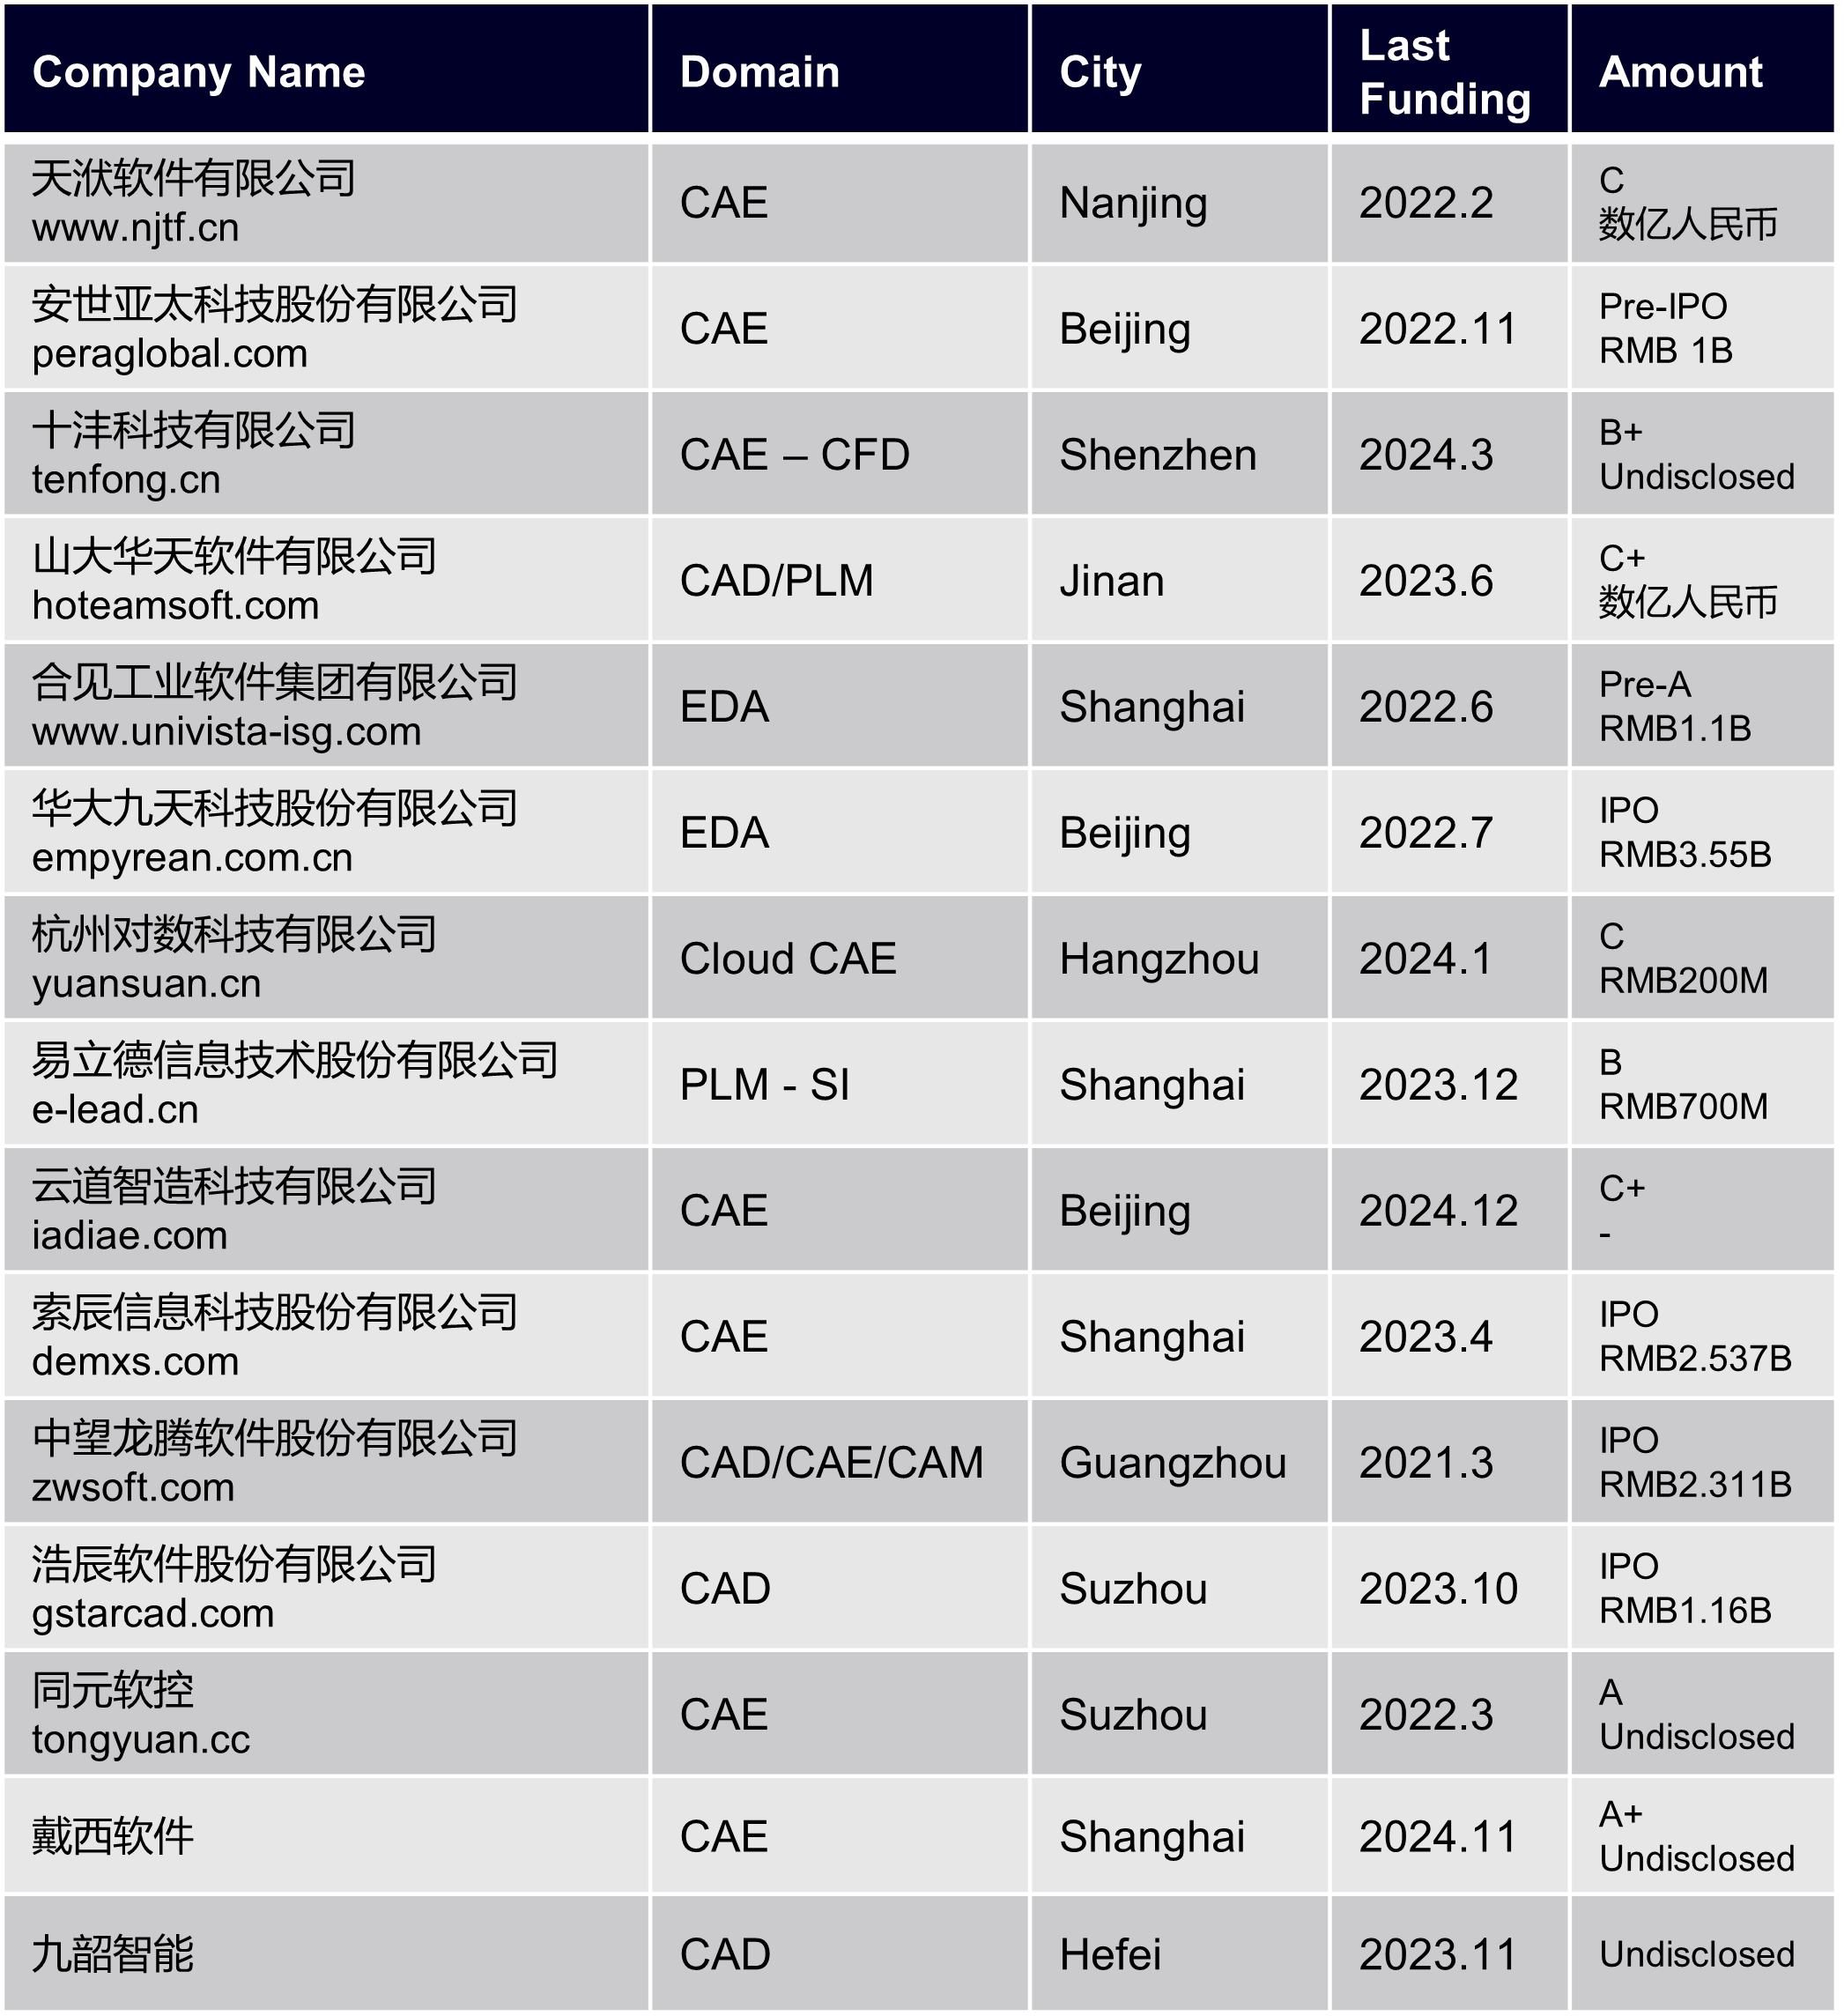 Company Name
Domain
City
Last
Funding
Amount
天洑软件有限公司
www.njtf.cn
CAE
Nanjing
2022.2
C
数亿人民币
安世亚太科技股份有限公司
peraglobal.com
CAE
Beijing
2022.11
Pre-IPO
RMB 1B
十沣科技有限公司
tenfong.cn
CAE – CFD
Shenzhen
2024.3
B+
Undisclosed
山大华天软件有限公司
hoteamsoft.com
CAD/PLM
Jinan
2023.6
C+
数亿人民币
合见工业软件集团有限公司
www.univista-isg.com
EDA
Shanghai
2022.6
Pre-A
RMB1.1B
华大九天科技股份有限公司
empyrean.com.cn
EDA
Beijing
2022.7
IPO
RMB3.55B
杭州对数科技有限公司
yuansuan.cn
Cloud CAE
Hangzhou
2024.1
C
RMB200M
易立德信息技术股份有限公司
e-lead.cn
PLM - SI
Shanghai
2023.12
B
RMB700M
云道智造科技有限公司
iadiae.com
CAE
Beijing
2024.12
C+
-
索辰信息科技股份有限公司
demxs.com
CAE
Shanghai
2023.4
IPO
RMB2.537B
中望龙腾软件股份有限公司
zwsoft.com
CAD/CAE/CAM
Guangzhou
2021.3
IPO
RMB2.311B
浩辰软件股份有限公司
gstarcad.com
CAD
Suzhou
2023.10
IPO
RMB1.16B
同元软控
tongyuan.cc
CAE
Suzhou
2022.3
A
Undisclosed
戴西软件
CAE
Shanghai
2024.11
A+
Undisclosed
九韶智能
CAD
Hefei
2023.11
Undisclosed